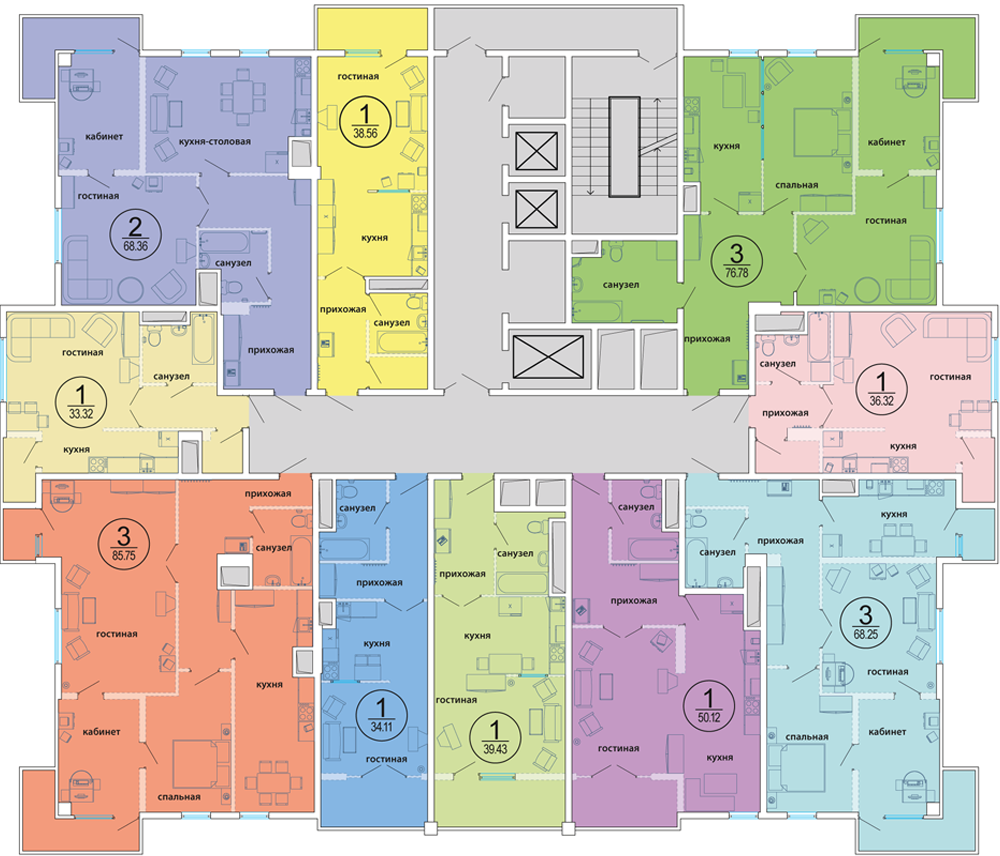 кабинет
кухня-столовая
гостиная
2
68.36
санузел
прихожая
гостиная
1
38.56
кухня
прихожая
санузел
кухня
спальная
кабинет
гостиная
3
76.78
санузел
прихожая
гостиная
санузел
1
33.32
кухня
санузел
1
36.32
гостиная
прихожая
кухня
прихожая
3
85.75
санузел
гостиная
кухня
кабинет
спальная
санузел
прихожая
кухня
1
34.11
гостиная
санузел
прихожая
кухня
гостиная
1
39.43
санузел
прихожая
1
50.12
гостиная
кухня
кухня
санузел
прихожая
3
68.25
гостиная
спальная
кабинет